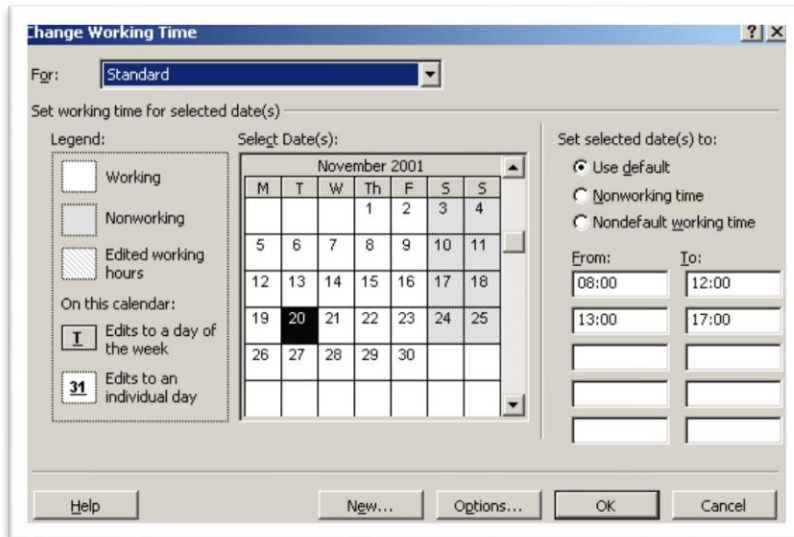 Change Working Time
For: Standard
Set working time for selected date(s)
Legend:
Working
Nonworking
Edited working
hours
On this calendar:
T Edits to a day of
the week
31 Edits to an
individual day
Select Date(s):
November 2001
M T W Th F S S
1 2 3 4
5 6 7 8 9 10 11
12 13 14 15 16 17 18
19 20 21 22 23 24 25
26 27 28 29 30
Set selected date(s) to:
Use default
Nonworking time
Nondefault working time
From: To:
08:00 12:00
13:00 17:00
Help New... Options... OK Cancel